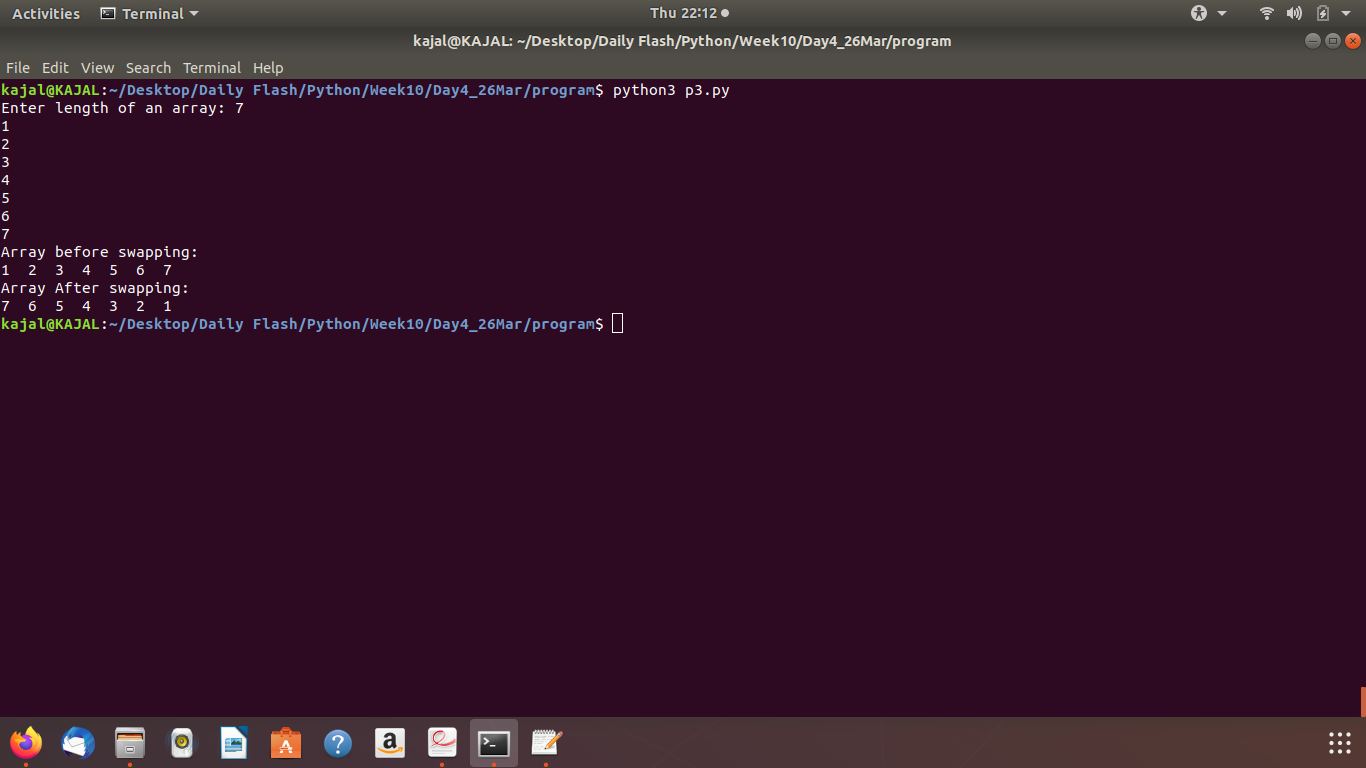 Activities Terminal Thu 22:12
kajal@KAJAL: ~/Desktop/Daily Flash/Python/Week10/Day4_26Mar/program
File Edit View Search Terminal Help
kajal@KAJAL:~/Desktop/Daily Flash/Python/Week10/Day4_26Mar/program$ python3 p3.py
Enter length of an array: 7
1
2
3
4
5
6
7
Array before swapping:
1  2  3  4  5  6  7
Array After swapping:
7  6  5  4  3  2  1
kajal@KAJAL:~/Desktop/Daily Flash/Python/Week10/Day4_26Mar/program$